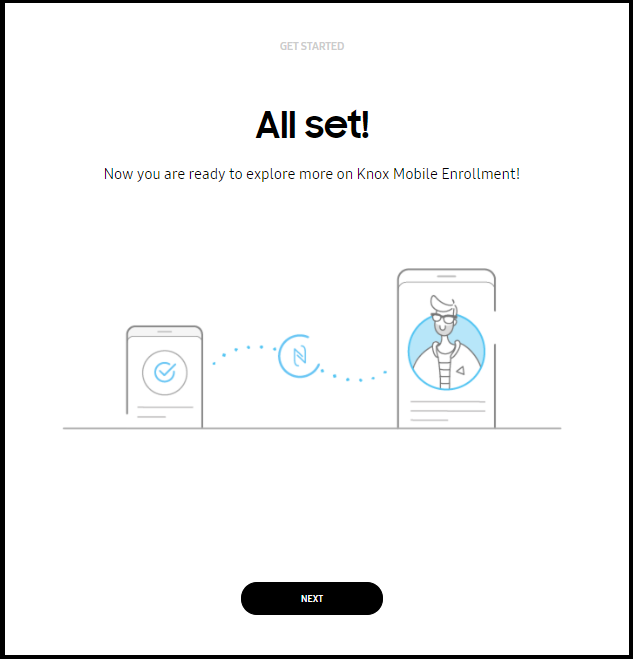 GET STARTED
All set!
Now you are ready to explore more on Knox Mobile Enrollment!
NEXT